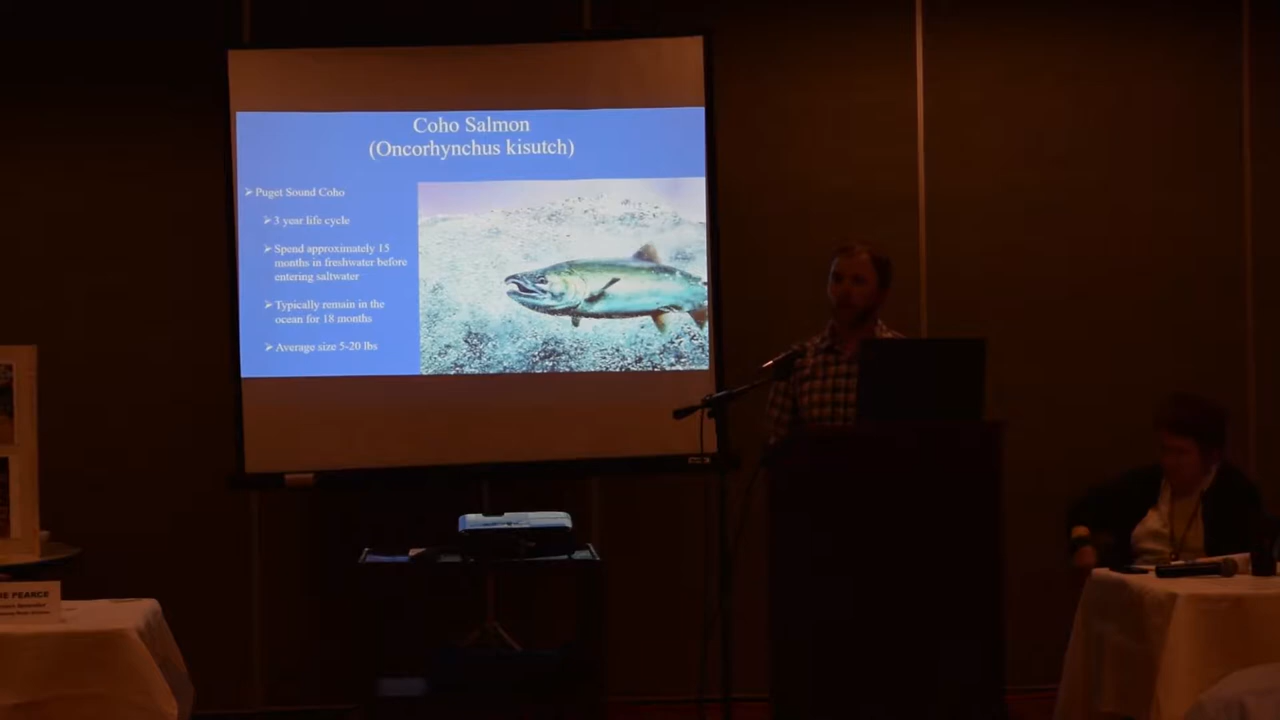 Coho Salmon
(Oncorhynchus kisutch)
➢ Puget Sound Coho
➢ 3 year life cycle
➢ Spend approximately 15
months in freshwater before
entering saltwater
➢ Typically remain in the
ocean for 18 months
➢ Average size 5-20 lbs
PEARCE